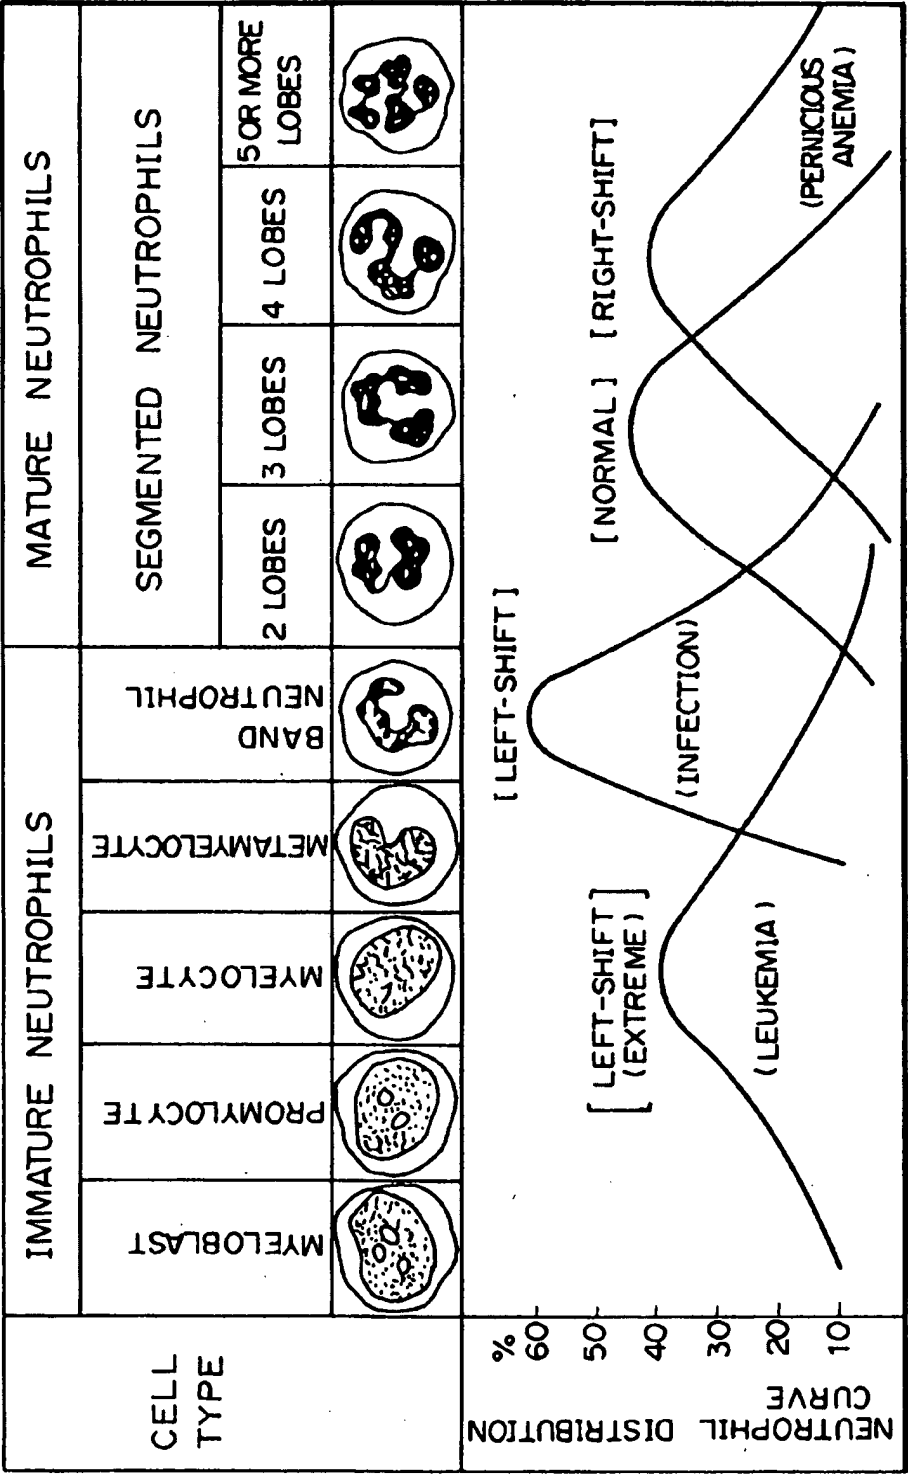 CELL
TYPE
IMMATURE NEUTROPHILS
MATURE NEUTROPHILS
SEGMENTED NEUTROPHILS
MYELOBLAST
PROMYLOCYTE
MYELOCYTE
METAMYELOCYTE
BAND
NEUTROPHIL
2 LOBES
3 LOBES
4 LOBES
5 OR MORE
LOBES
NEUTROPHIL DISTRIBUTION
CURVE
%
60
50
40
30
20
10
[LEFT-SHIFT
(EXTREME)]
(LEUKEMIA)
[LEFT-SHIFT]
(INFECTION)
[NORMAL]
[RIGHT-SHIFT]
(PERNICIOUS
ANEMIA)